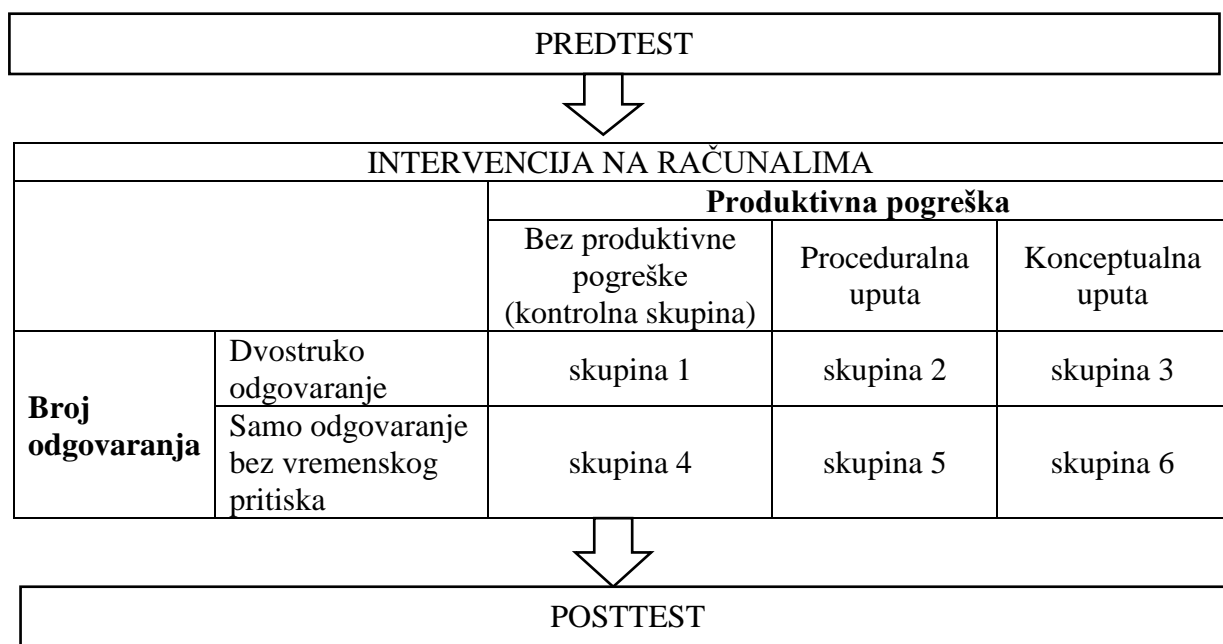 PREDTEST
INTERVENCIJA NA RAČUNALIMA
Produktivna pogreška
Bez produktivne
pogreške
(kontrolna skupina)
Proceduralna
uputa
Konceptualna
uputa
Broj
odgovaranja
Dvostruko
odgovaranje
skupina 1
skupina 2
skupina 3
Samo odgovaranje
bez vremenskog
pritiska
skupina 4
skupina 5
skupina 6
POSTTEST